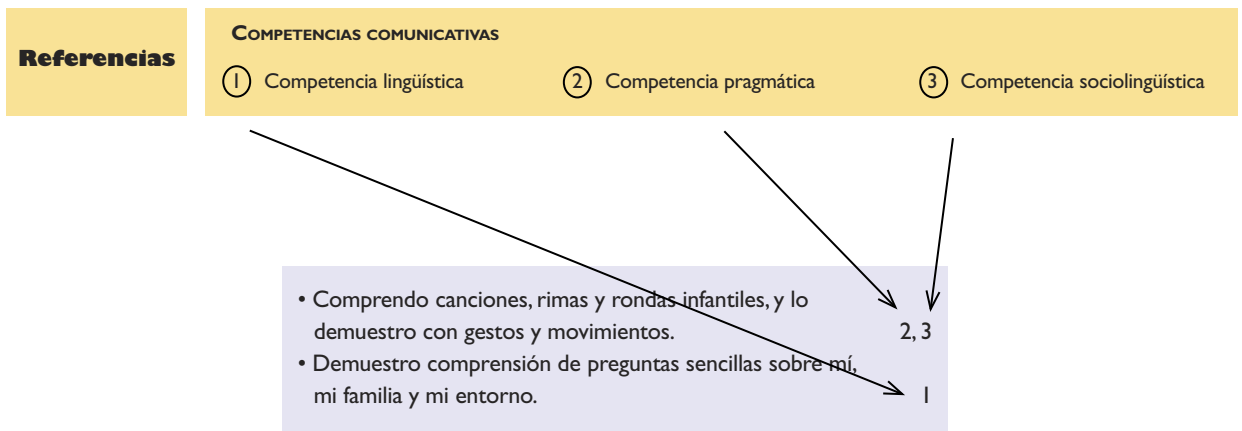 Referencias
COMPETENCIAS COMUNICATIVAS
1 Competencia lingüística
2 Competencia pragmática
3 Competencia sociolingüística
• Comprendo canciones, rimas y rondas infantiles, y lo
demuestro con gestos y movimientos. 2, 3
• Demuestro comprensión de preguntas sencillas sobre mí,
mi familia y mi entorno. 1